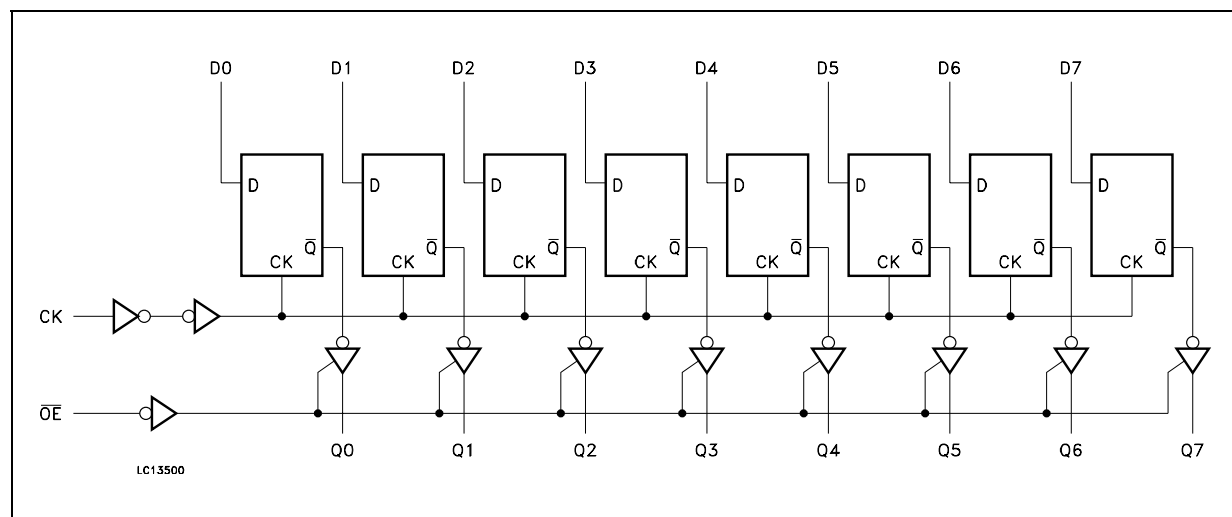 D0 D1 D2 D3 D4 D5 D6 D7
D D D D D D D D
Q̅ Q̅ Q̅ Q̅ Q̅ Q̅ Q̅ Q̅
CK CK CK CK CK CK CK CK
CK
O̅E̅
Q0 Q1 Q2 Q3 Q4 Q5 Q6 Q7
LC13500